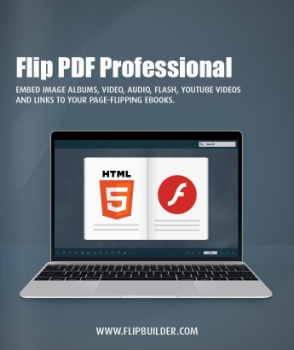 Flip PDF Professional
EMBED IMAGE ALBUMS, VIDEO, AUDIO, FLASH, YOUTUBE VIDEOS
AND LINKS TO YOUR PAGE-FLIPPING EBOOKS.
Search
HTML
5
WWW.FLIPBUILDER.COM